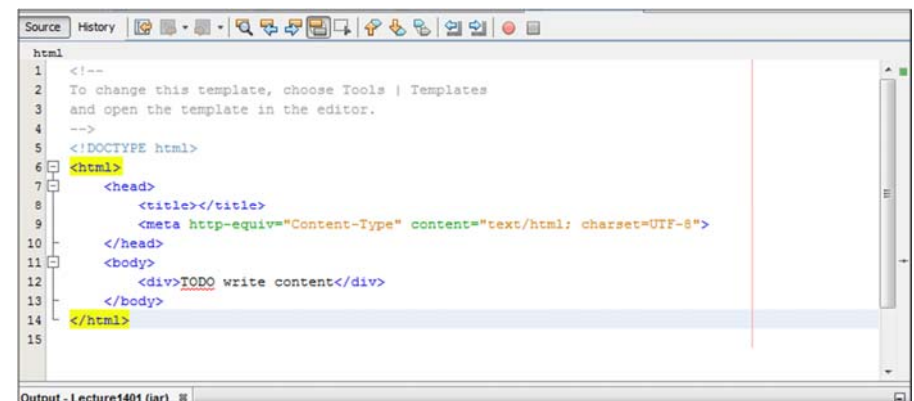 Source History
html
1 <!--
2 To change this template, choose Tools | Templates
3 and open the template in the editor.
4 -->
5 <!DOCTYPE html>
6 <html>
7 <head>
8 <title></title>
9 <meta http-equiv="Content-Type" content="text/html; charset=UTF-8">
10 </head>
11 <body>
12 <div>TODO write content</div>
13 </body>
14 </html>
15
Output - Lecture1401 (jar)